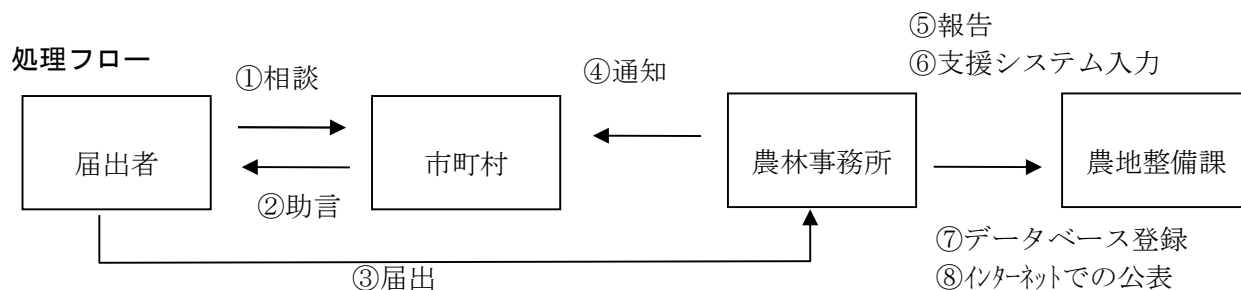 ⑤報告
処理フロー
⑥支援システム入力
①相談
④通知
届出者
市町村
農林事務所
農地整備課
②助言
⑦データベース登録
③届出
⑧ｲﾝﾀｰﾈｯﾄでの公表